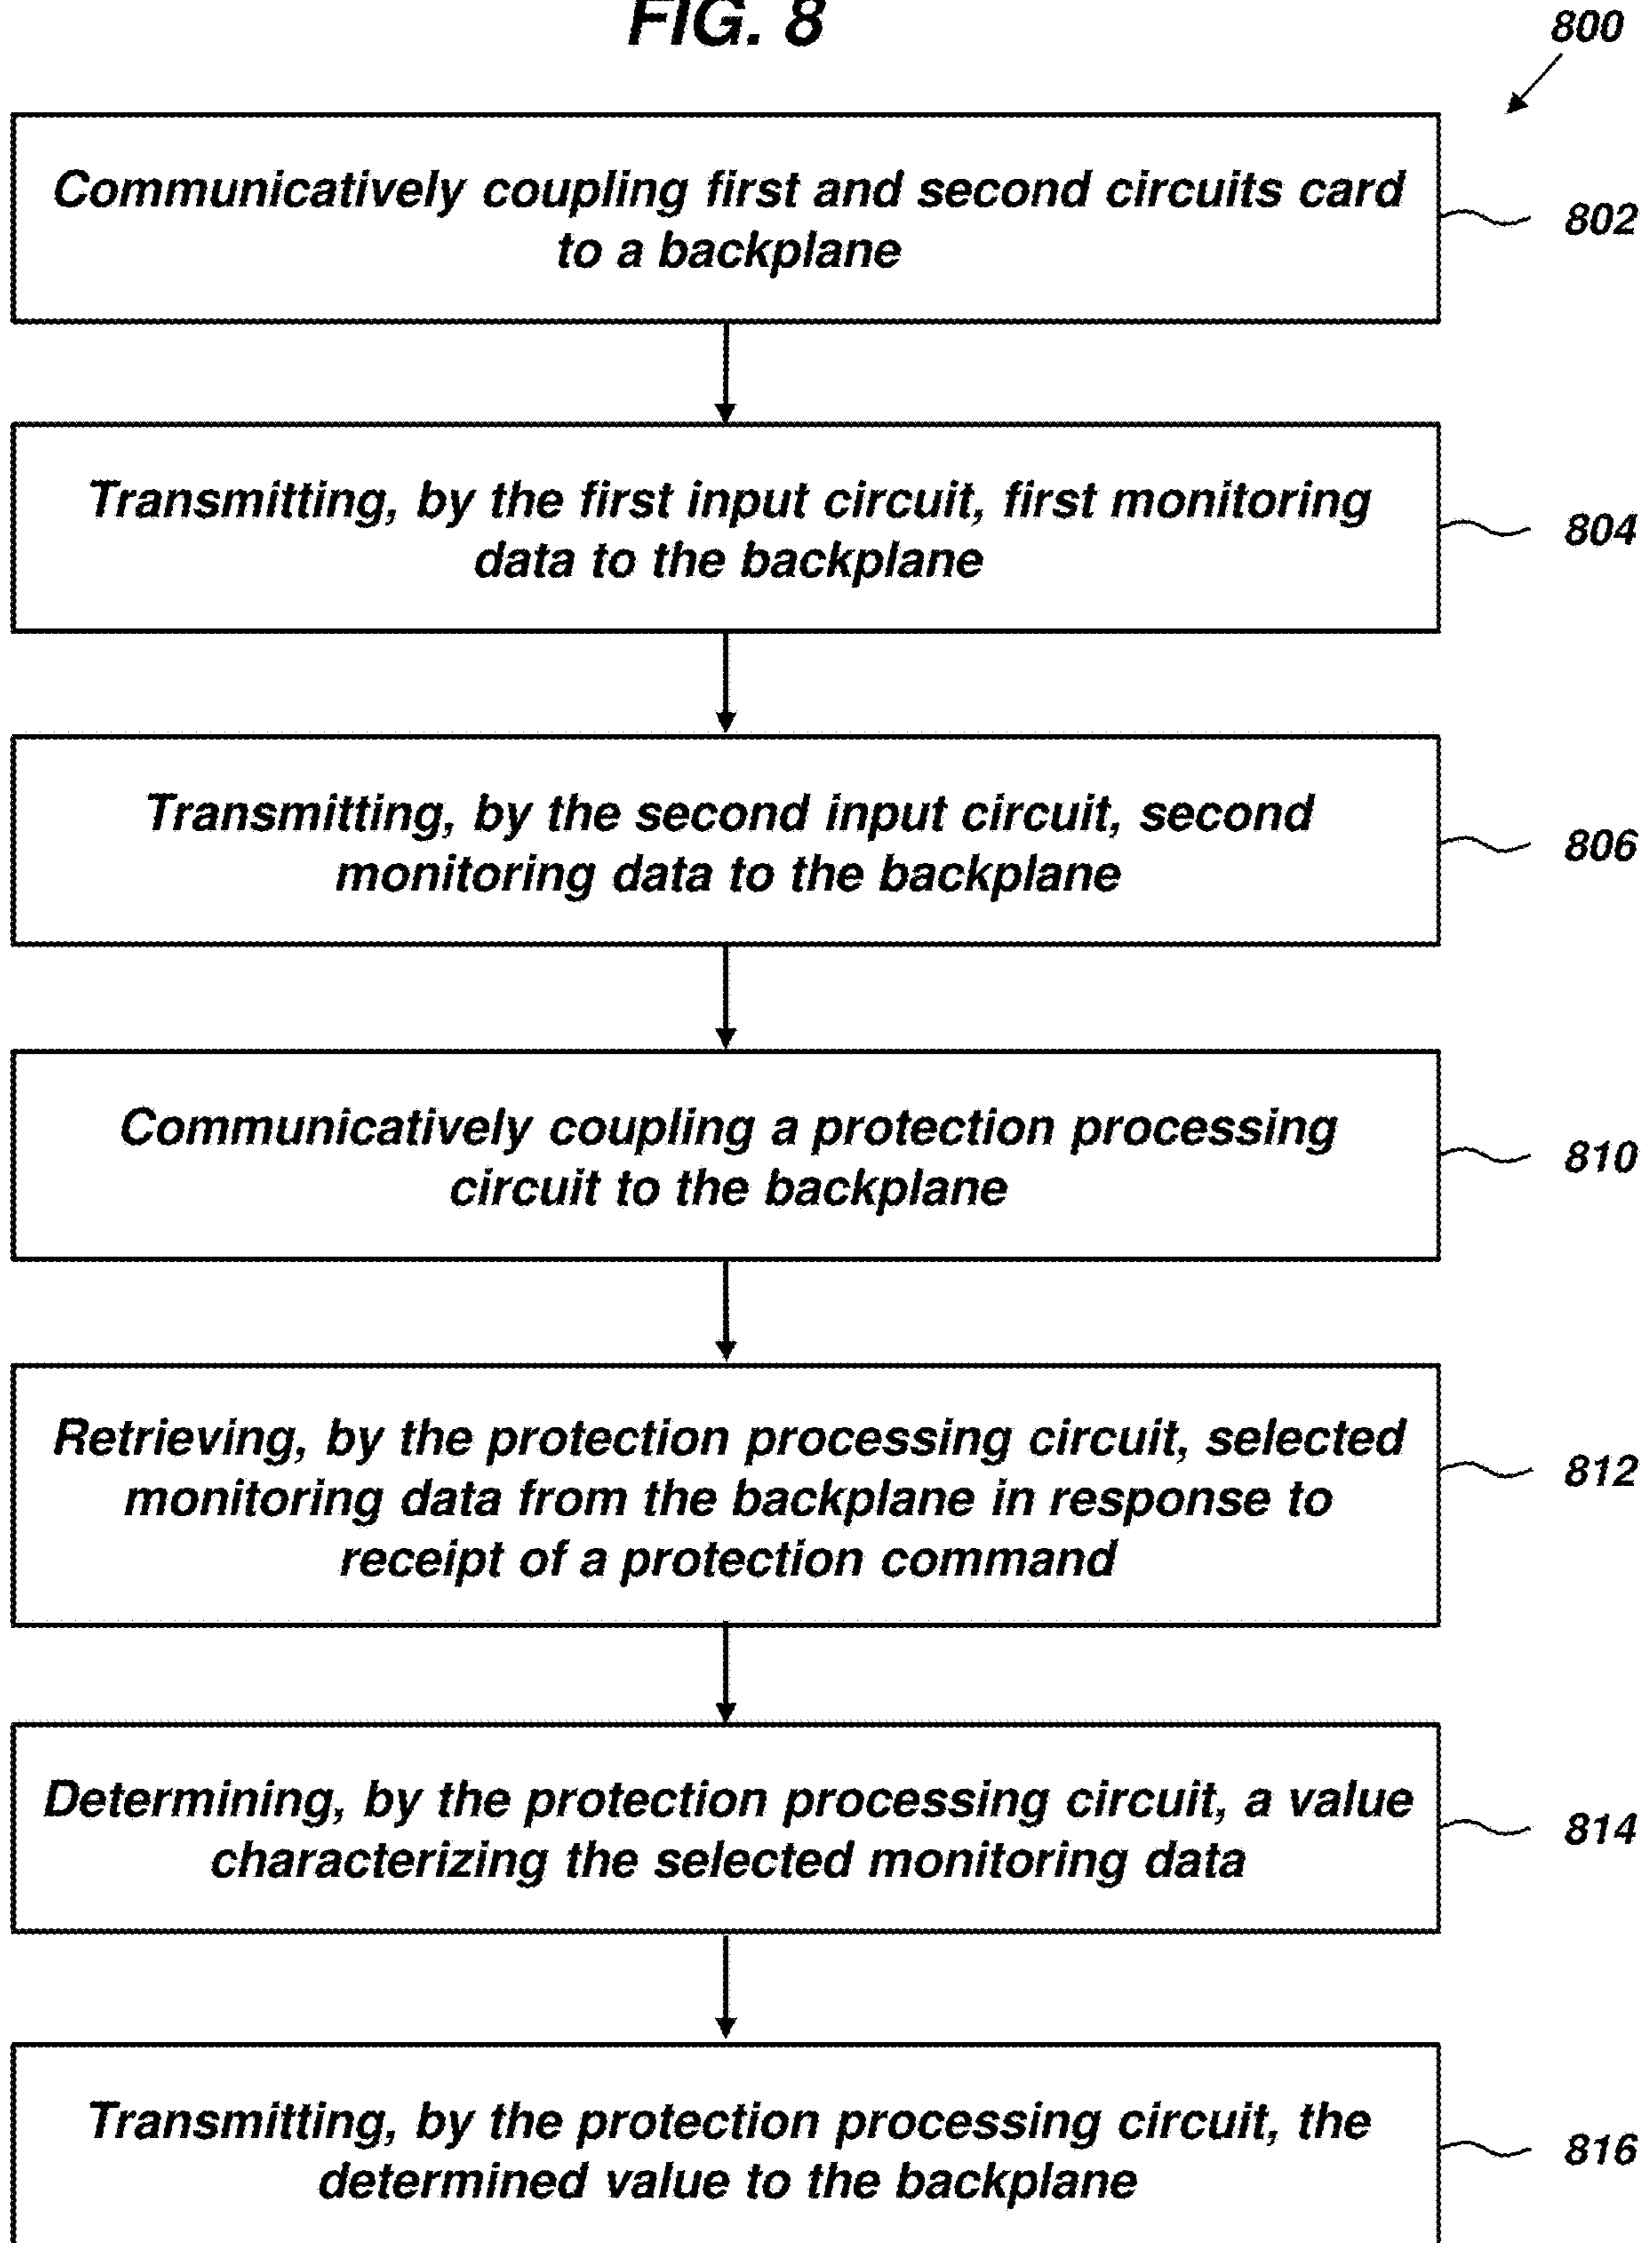 FIG. 8
800
Communicatively coupling first and second circuits card
to a backplane
802
Transmitting, by the first input circuit, first monitoring
data to the backplane
804
Transmitting, by the second input circuit, second
monitoring data to the backplane
806
Communicatively coupling a protection processing
circuit to the backplane
810
Retrieving, by the protection processing circuit, selected
monitoring data from the backplane in response to
receipt of a protection command
812
Determining, by the protection processing circuit, a value
characterizing the selected monitoring data
814
Transmitting, by the protection processing circuit, the
determined value to the backplane
816